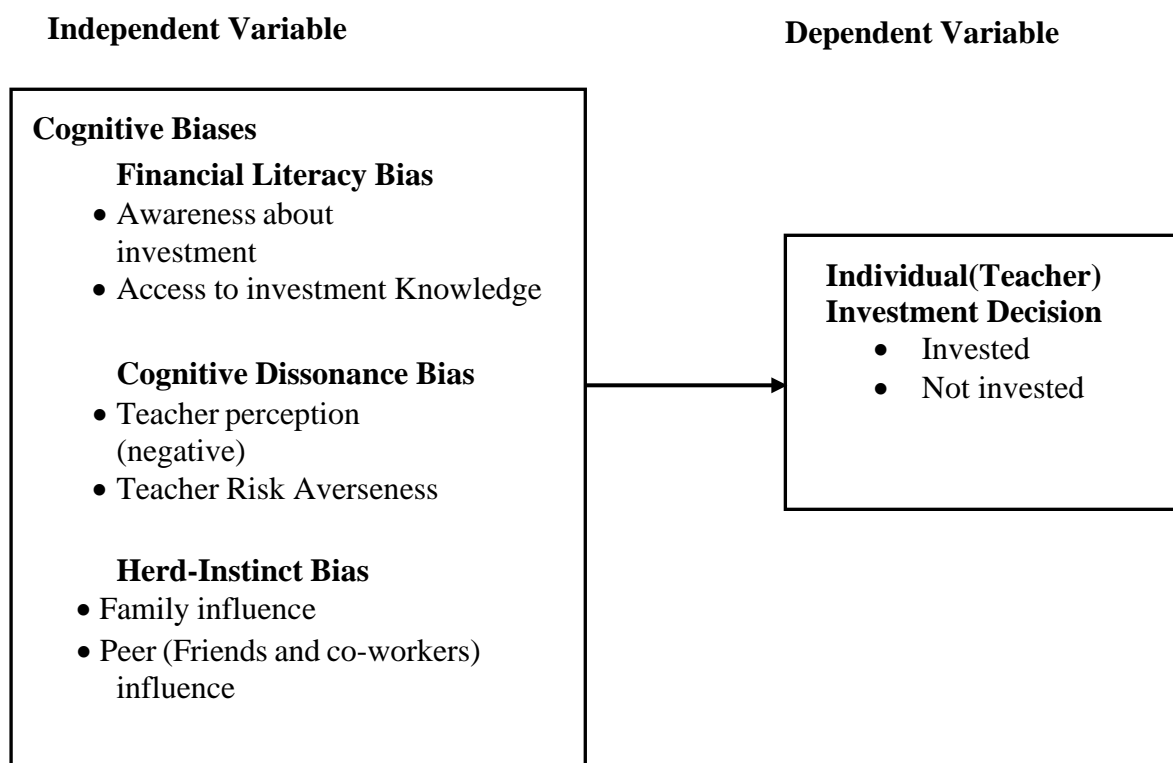 Independent Variable
Dependent Variable
Cognitive Biases
Financial Literacy Bias
• Awareness about
investment
• Access to investment Knowledge
Cognitive Dissonance Bias
• Teacher perception
(negative)
• Teacher Risk Averseness
Herd-Instinct Bias
• Family influence
• Peer (Friends and co-workers)
influence
Individual(Teacher)
Investment Decision
• Invested
• Not invested